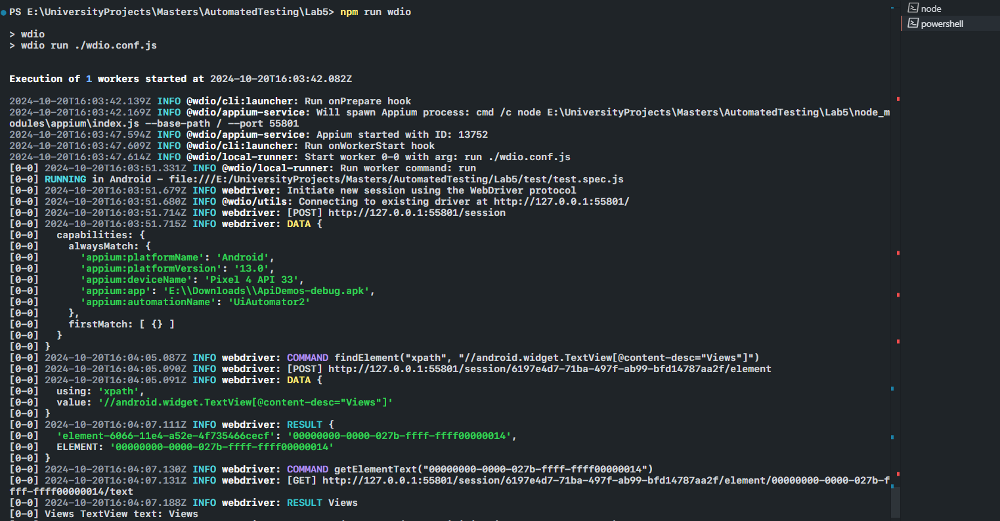 PS E:\UniversityProjects\Masters\AutomatedTesting\Lab5> npm run wdio
> wdio
> wdio run ./wdio.conf.js
Execution of 1 workers started at 2024-10-20T16:03:42.082Z
2024-10-20T16:03:42.139Z INFO @wdio/cli:launcher: Run onPrepare hook
2024-10-20T16:03:42.169Z INFO @wdio/appium-service: Will spawn Appium process: cmd /c node E:\UniversityProjects\Masters\AutomatedTesting\Lab5\node_m
odules\appium\index.js --base-path / --port 55801
2024-10-20T16:03:47.594Z INFO @wdio/appium-service: Appium started with ID: 13752
2024-10-20T16:03:47.609Z INFO @wdio/cli:launcher: Run onWorkerStart hook
2024-10-20T16:03:47.614Z INFO @wdio/local-runner: Start worker 0-0 with arg: run ./wdio.conf.js
[0-0] 2024-10-20T16:03:51.331Z INFO @wdio/local-runner: Run worker command: run
[0-0] RUNNING in Android - file:///E:/UniversityProjects/Masters/AutomatedTesting/Lab5/test/test.spec.js
[0-0] 2024-10-20T16:03:51.679Z INFO webdriver: Initiate new session using the WebDriver protocol
[0-0] 2024-10-20T16:03:51.680Z INFO @wdio/utils: Connecting to existing driver at http://127.0.0.1:55801/
[0-0] 2024-10-20T16:03:51.714Z INFO webdriver: [POST] http://127.0.0.1:55801/session
[0-0] 2024-10-20T16:03:51.715Z INFO webdriver: DATA {
[0-0]   capabilities: {
[0-0]     alwaysMatch: {
[0-0]       'appium:platformName': 'Android',
[0-0]       'appium:platformVersion': '13.0',
[0-0]       'appium:deviceName': 'Pixel 4 API 33',
[0-0]       'appium:app': 'E:\\Downloads\\ApiDemos-debug.apk',
[0-0]       'appium:automationName': 'UiAutomator2'
[0-0]     },
[0-0]     firstMatch: [ {} ]
[0-0]   }
[0-0] }
[0-0] 2024-10-20T16:04:05.087Z INFO webdriver: COMMAND findElement("xpath", "//android.widget.TextView[@content-desc="Views"]")
[0-0] 2024-10-20T16:04:05.090Z INFO webdriver: [POST] http://127.0.0.1:55801/session/6197e4d7-71ba-497f-ab99-bfd14787aa2f/element
[0-0] 2024-10-20T16:04:05.091Z INFO webdriver: DATA {
[0-0]   using: 'xpath',
[0-0]   value: '//android.widget.TextView[@content-desc="Views"]'
[0-0] }
[0-0] 2024-10-20T16:04:07.111Z INFO webdriver: RESULT {
[0-0]   'element-6066-11e4-a52e-4f735466cecf': '00000000-0000-027b-ffff-ffff00000014',
[0-0]   ELEMENT: '00000000-0000-027b-ffff-ffff00000014'
[0-0] }
[0-0] 2024-10-20T16:04:07.130Z INFO webdriver: COMMAND getElementText("00000000-0000-027b-ffff-ffff00000014")
[0-0] 2024-10-20T16:04:07.131Z INFO webdriver: [GET] http://127.0.0.1:55801/session/6197e4d7-71ba-497f-ab99-bfd14787aa2f/element/00000000-0000-027b-f
fff-ffff00000014/text
[0-0] 2024-10-20T16:04:07.188Z INFO webdriver: RESULT Views
[0-0] Views TextView text: Views
node
powershell